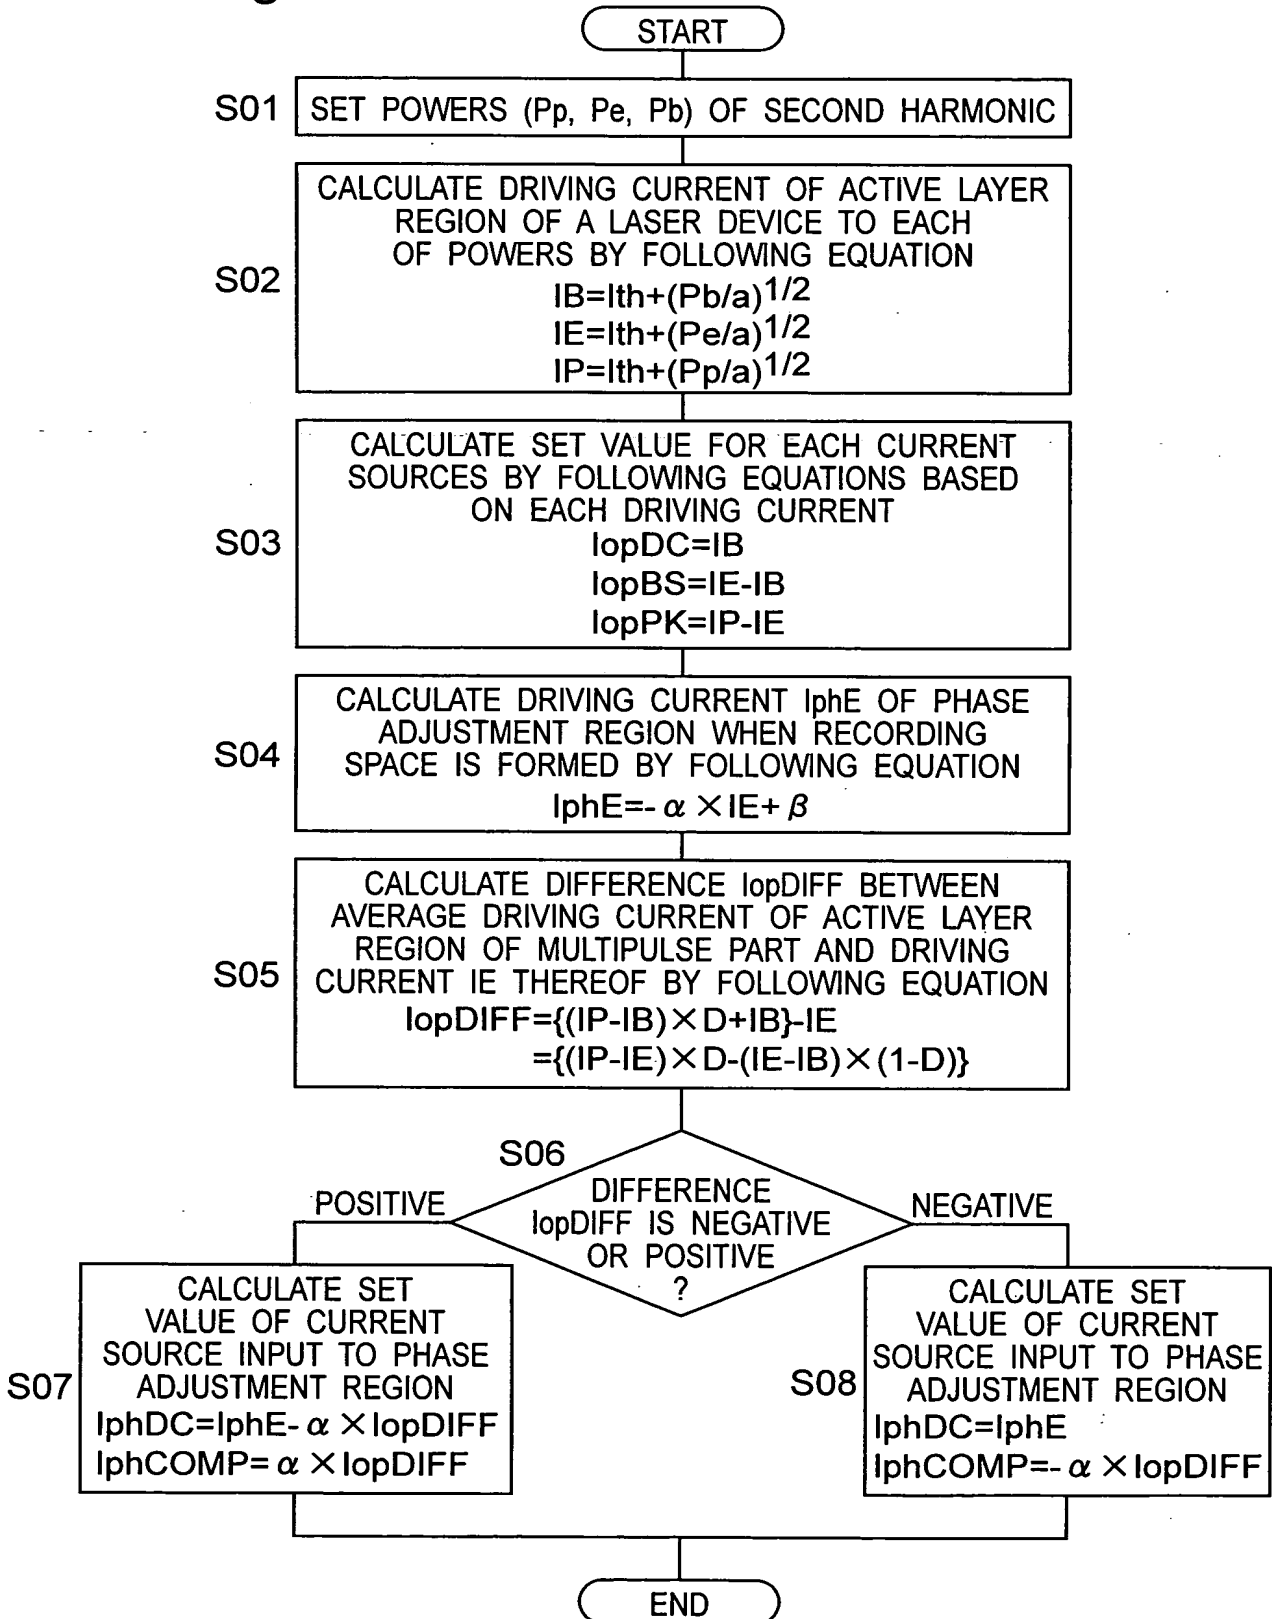 START
S01
SET POWERS (Pp, Pe, Pb) OF SECOND HARMONIC
S02
CALCULATE DRIVING CURRENT OF ACTIVE LAYER
REGION OF A LASER DEVICE TO EACH
OF POWERS BY FOLLOWING EQUATION
IB=Ith+(Pb/a)1/2
IE=Ith+(Pe/a)1/2
IP=Ith+(Pp/a)1/2
S03
CALCULATE SET VALUE FOR EACH CURRENT
SOURCES BY FOLLOWING EQUATIONS BASED
ON EACH DRIVING CURRENT
IopDC=IB
IopBS=IE-IB
IopPK=IP-IE
S04
CALCULATE DRIVING CURRENT IphE OF PHASE
ADJUSTMENT REGION WHEN RECORDING
SPACE IS FORMED BY FOLLOWING EQUATION
IphE=-α×IE+β
S05
CALCULATE DIFFERENCE IopDIFF BETWEEN
AVERAGE DRIVING CURRENT OF ACTIVE LAYER
REGION OF MULTIPULSE PART AND DRIVING
CURRENT IE THEREOF BY FOLLOWING EQUATION
IopDIFF={(IP-IB)×D+IB}-IE
={(IP-IE)×D-(IE-IB)×(1-D)}
S06
DIFFERENCE
IopDIFF IS NEGATIVE
OR POSITIVE
?
POSITIVE
NEGATIVE
S07
CALCULATE SET
VALUE OF CURRENT
SOURCE INPUT TO PHASE
ADJUSTMENT REGION
IphDC=IphE-α×IopDIFF
IphCOMP=α×IopDIFF
S08
CALCULATE SET
VALUE OF CURRENT
SOURCE INPUT TO PHASE
ADJUSTMENT REGION
IphDC=IphE
IphCOMP=-α×IopDIFF
END